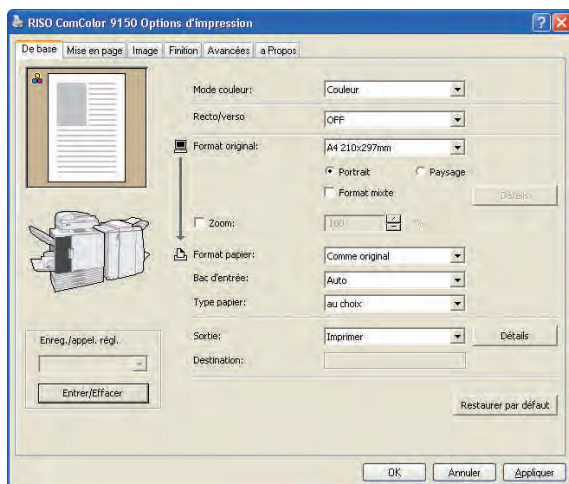 RISO ComColor 9150 Options d'impression
De base Mise en page Image Finition Avancées a Propos
Mode couleur: Couleur
Recto/verso OFF
Format original: A4 210x297mm
Portrait Paysage
Format mixte Détails
Zoom: 100 %
Format papier: Comme original
Bac d'entrée: Auto
Type papier: au choix
Enreg./appel. régl.
Entrer/Effacer
Sortie: Imprimer Détails
Destination:
Restaurer par défaut
OK Annuler Appliquer